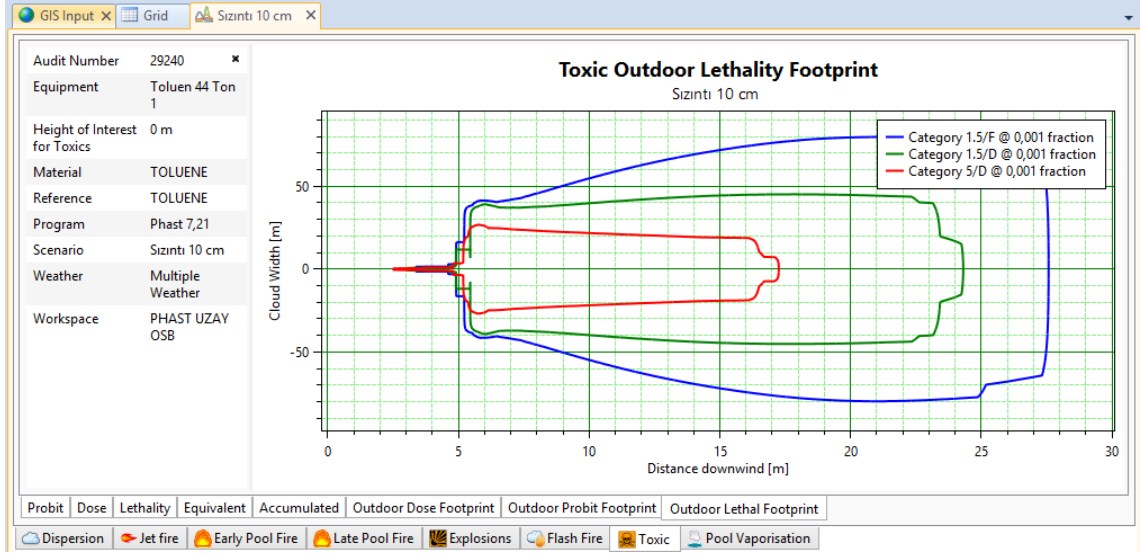 GIS Input
Grid
Sızıntı 10 cm
Audit Number 29240
Equipment Toluen 44 Ton
1
Height of Interest 0 m
for Toxics
Material TOLUENE
Reference TOLUENE
Program Phast 7,21
Scenario Sızıntı 10 cm
Weather Multiple
Weather
Workspace PHAST UZAY
OSB
Toxic Outdoor Lethality Footprint
Sızıntı 10 cm
Category 1.5/F @ 0,001 fraction
Category 1.5/D @ 0,001 fraction
Category 5/D @ 0,001 fraction
Cloud Width [m]
50
0
-50
0 5 10 15 20 25 30
Distance downwind [m]
Probit Dose Lethality Equivalent Accumulated Outdoor Dose Footprint Outdoor Probit Footprint Outdoor Lethal Footprint
Dispersion Jet fire Early Pool Fire Late Pool Fire Explosions Flash Fire Toxic Pool Vaporisation